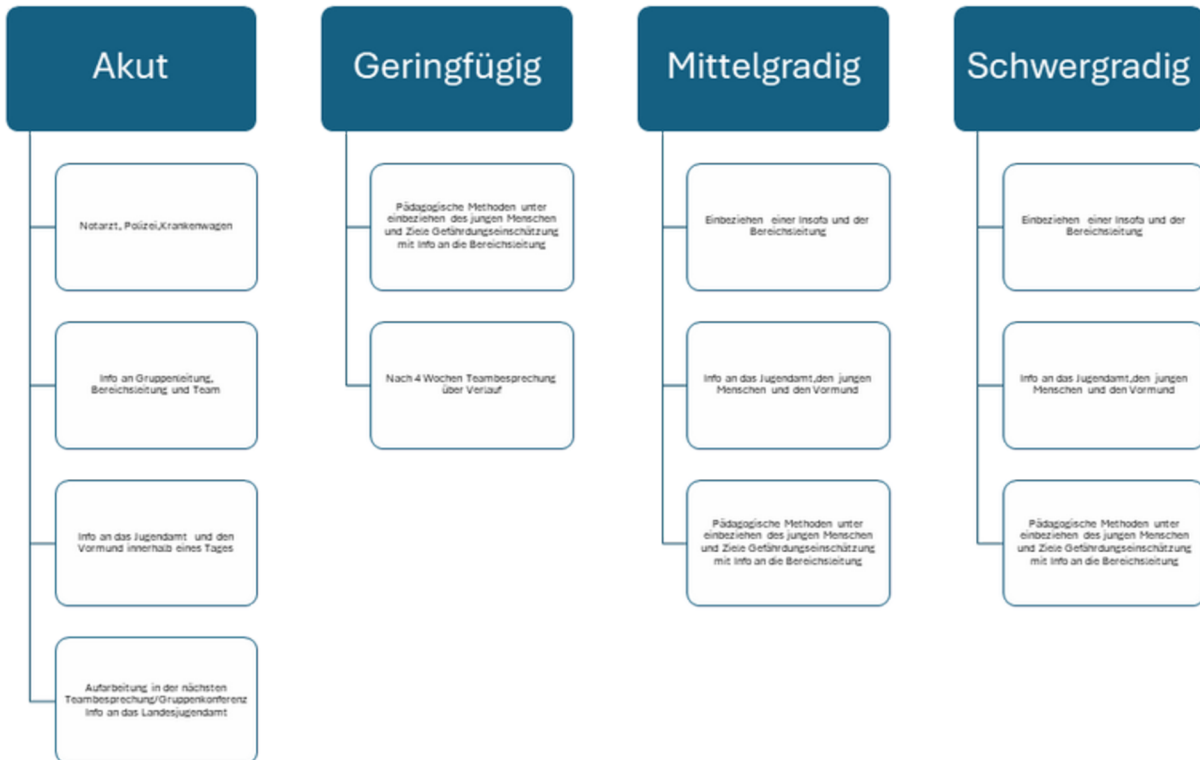 Akut
Notarzt, Polizei,Krankenwagen
Info an Gruppenleitung,
Bereichsleitung und Team
Info an das Jugendamt und den
Vormund innerhalb eines Tages
Aufarbeitung in der nächsten
Teambesprechung/Gruppenkonferenz
Info an das Landesjugendamt
Geringfügig
Pädagogische Methoden unter
einbeziehen des jungen Menschen
und Ziele Gefährdungseinschätzung
mit Info an die Bereichsleitung
Nach 4 Wochen Teambesprechung
über Verlauf
Mittelgradig
Einbeziehen einer Insofa und der
Bereichsleitung
Info an das Jugendamt,den jungen
Menschen und den Vormund
Pädagogische Methoden unter
einbeziehen des jungen Menschen
und Ziele Gefährdungseinschätzung
mit Info an die Bereichsleitung
Schwergradig
Einbeziehen einer Insofa und der
Bereichsleitung
Info an das Jugendamt,den jungen
Menschen und den Vormund
Pädagogische Methoden unter
einbeziehen des jungen Menschen
und Ziele Gefährdungseinschätzung
mit Info an die Bereichsleitung